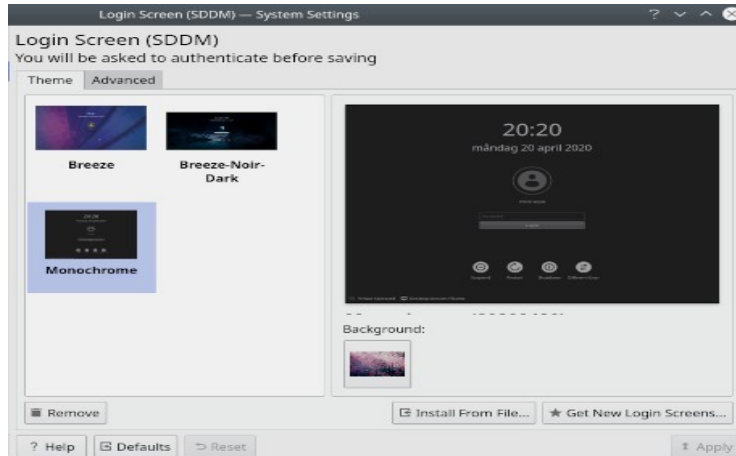 Login Screen (SDDM) — System Settings
Login Screen (SDDM)
You will be asked to authenticate before saving
Theme Advanced
Breeze
Breeze-Noir-
Dark
Monochrome
20:20
måndag 20 april 2020
Background:
Remove
Install From File...
Get New Login Screens...
? Help
Defaults
Reset
Apply